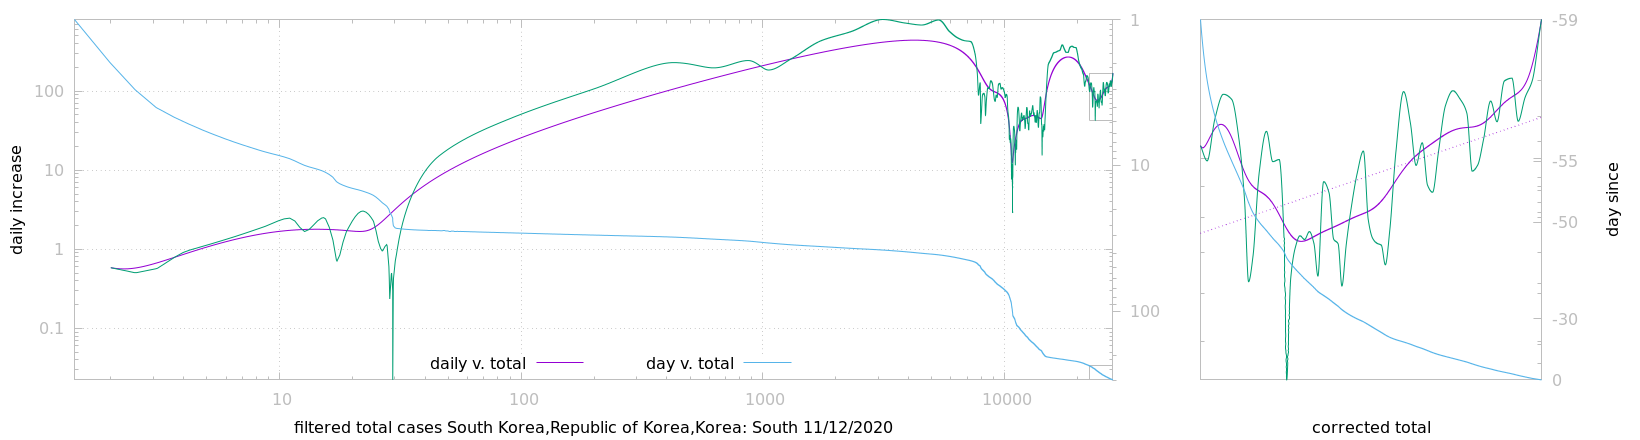 daily increase
100
10
1
0.1
10
100
1000
10000
1
10
100
daily v. total
day v. total
filtered total cases South Korea,Republic of Korea,Korea: South 11/12/2020
-59
-55
-50
-30
0
day since
corrected total